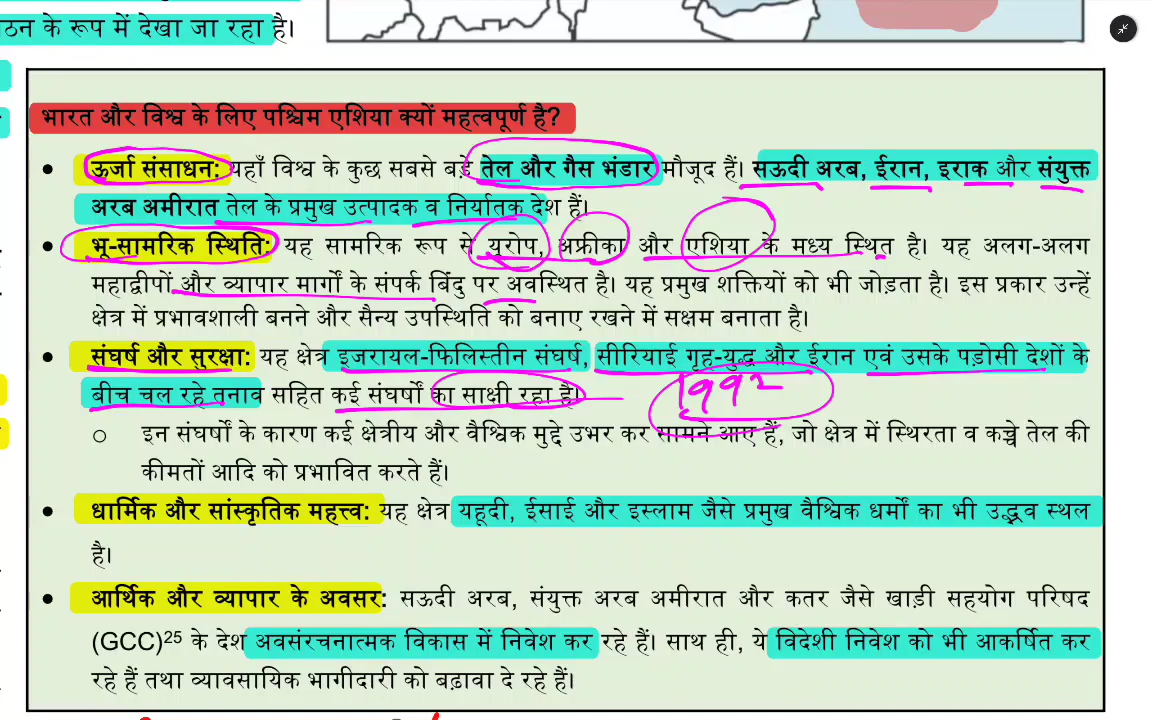 ठन के रूप में देखा जा रहा है।
भारत और विश्व के लिए पश्चिम एशिया क्यों महत्वपूर्ण है?
• ऊर्जा संसाधन: यहाँ विश्व के कुछ सबसे बड़े तेल और गैस भंडार मौजूद हैं। सऊदी अरब, ईरान, इराक और संयुक्त
अरब अमीरात तेल के प्रमुख उत्पादक व निर्यातक देश हैं।
• भू-सामरिक स्थिति: यह सामरिक रूप से यूरोप, अफ्रीका और एशिया के मध्य स्थित है। यह अलग-अलग
महाद्वीपों और व्यापार मार्गों के संपर्क बिंदु पर अवस्थित है। यह प्रमुख शक्तियों को भी जोड़ता है। इस प्रकार उन्हें
क्षेत्र में प्रभावशाली बनने और सैन्य उपस्थिति को बनाए रखने में सक्षम बनाता है।
• संघर्ष और सुरक्षा: यह क्षेत्र इजरायल-फिलिस्तीन संघर्ष, सीरियाई गृह-युद्ध और ईरान एवं उसके पड़ोसी देशों के
बीच चल रहे तनाव सहित कई संघर्षों का साक्षी रहा है।
1992
o इन संघर्षों के कारण कई क्षेत्रीय और वैश्विक मुद्दे उभर कर सामने आए हैं, जो क्षेत्र में स्थिरता व कच्चे तेल की
कीमतों आदि को प्रभावित करते हैं।
• धार्मिक और सांस्कृतिक महत्त्व: यह क्षेत्र यहूदी, ईसाई और इस्लाम जैसे प्रमुख वैश्विक धर्मों का भी उद्भव स्थल
है।
• आर्थिक और व्यापार के अवसर: सऊदी अरब, संयुक्त अरब अमीरात और कतर जैसे खाड़ी सहयोग परिषद
(GCC)²⁵ के देश अवसंरचनात्मक विकास में निवेश कर रहे हैं। साथ ही, ये विदेशी निवेश को भी आकर्षित कर
रहे हैं तथा व्यावसायिक भागीदारी को बढ़ावा दे रहे हैं।